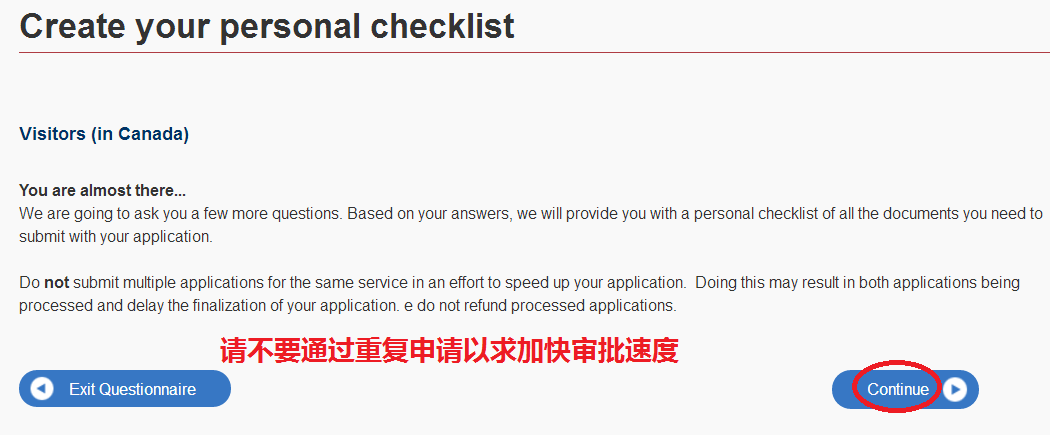 Create your personal checklist
Visitors (in Canada)
You are almost there...
We are going to ask you a few more questions. Based on your answers, we will provide you with a personal checklist of all the documents you need to
submit with your application.
Do not submit multiple applications for the same service in an effort to speed up your application.  Doing this may result in both applications being
processed and delay the finalization of your application. e do not refund processed applications.
请不要通过重复申请以求加快审批速度
Exit Questionnaire
Continue